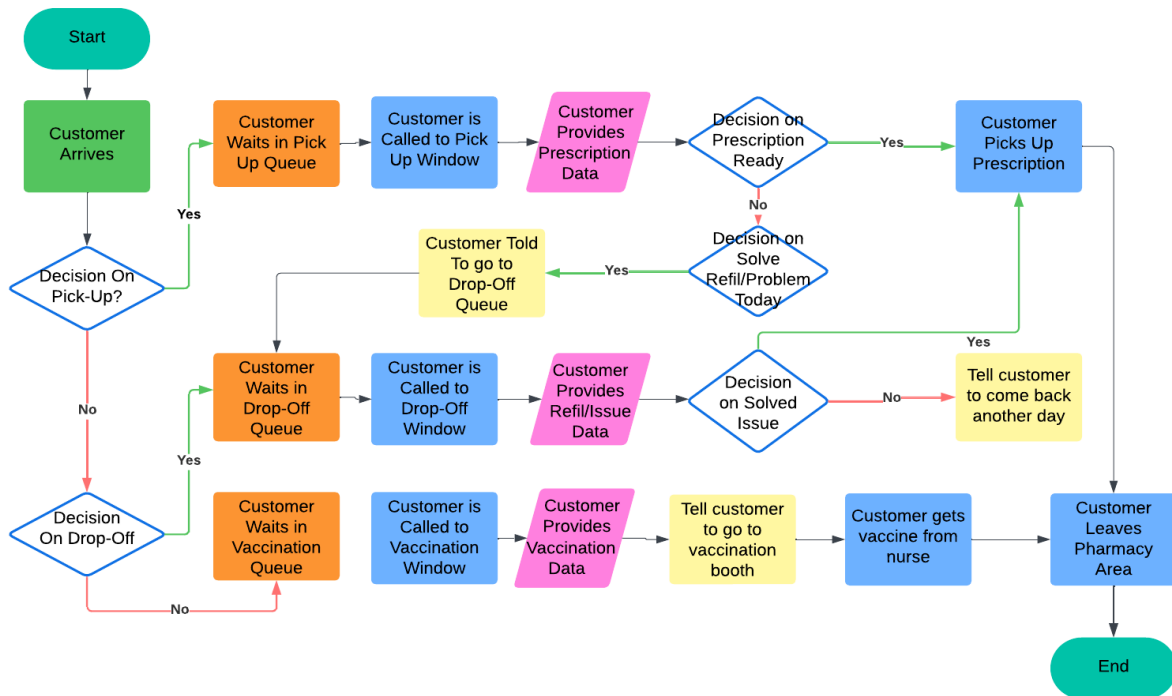 Start
Customer
Arrives
Customer
Waits in Pick
Up Queue
Customer is
Called to Pick
Up Window
Customer
Provides
Prescription
Data
Decision on
Prescription
Ready
Yes
Customer
Picks Up
Prescription
Yes
No
Decision On
Pick-Up?
Customer Told
To go to
Drop-Off
Queue
Yes
Decision on
Solve
Refil/Problem
Today
Yes
No
Customer
Waits in
Drop-Off
Queue
Customer is
Called to
Drop-Off
Window
Customer
Provides
Refil/Issue
Data
Decision
on Solved
Issue
No
Tell customer
to come back
another day
Yes
Decision
On Drop-Off
No
Customer
Waits in
Vaccination
Queue
Customer is
Called to
Vaccination
Window
Customer
Provides
Vaccination
Data
Tell customer
to go to
vaccination
booth
Customer gets
vaccine from
nurse
Customer
Leaves
Pharmacy
Area
End